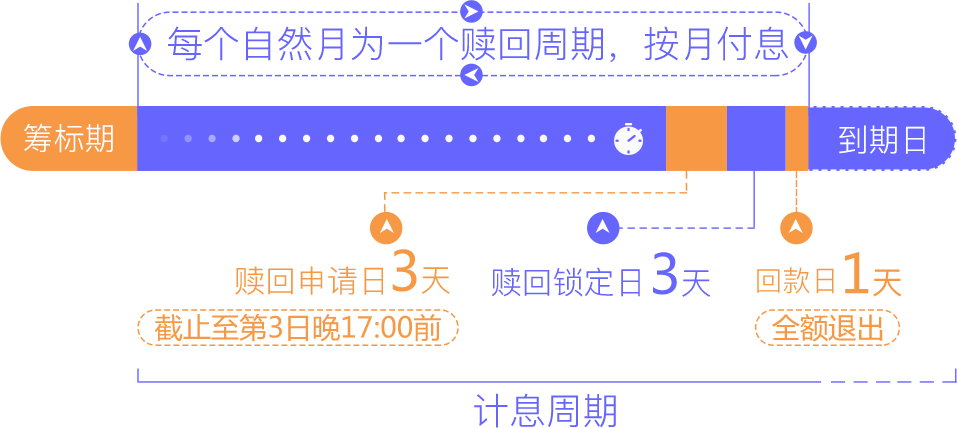 每个自然月为一个赎回周期，按月付息
筹标期
到期日
赎回申请日3天
截止至第3日晚17:00前
赎回锁定日3天
回款日1天
全额退出
计息周期